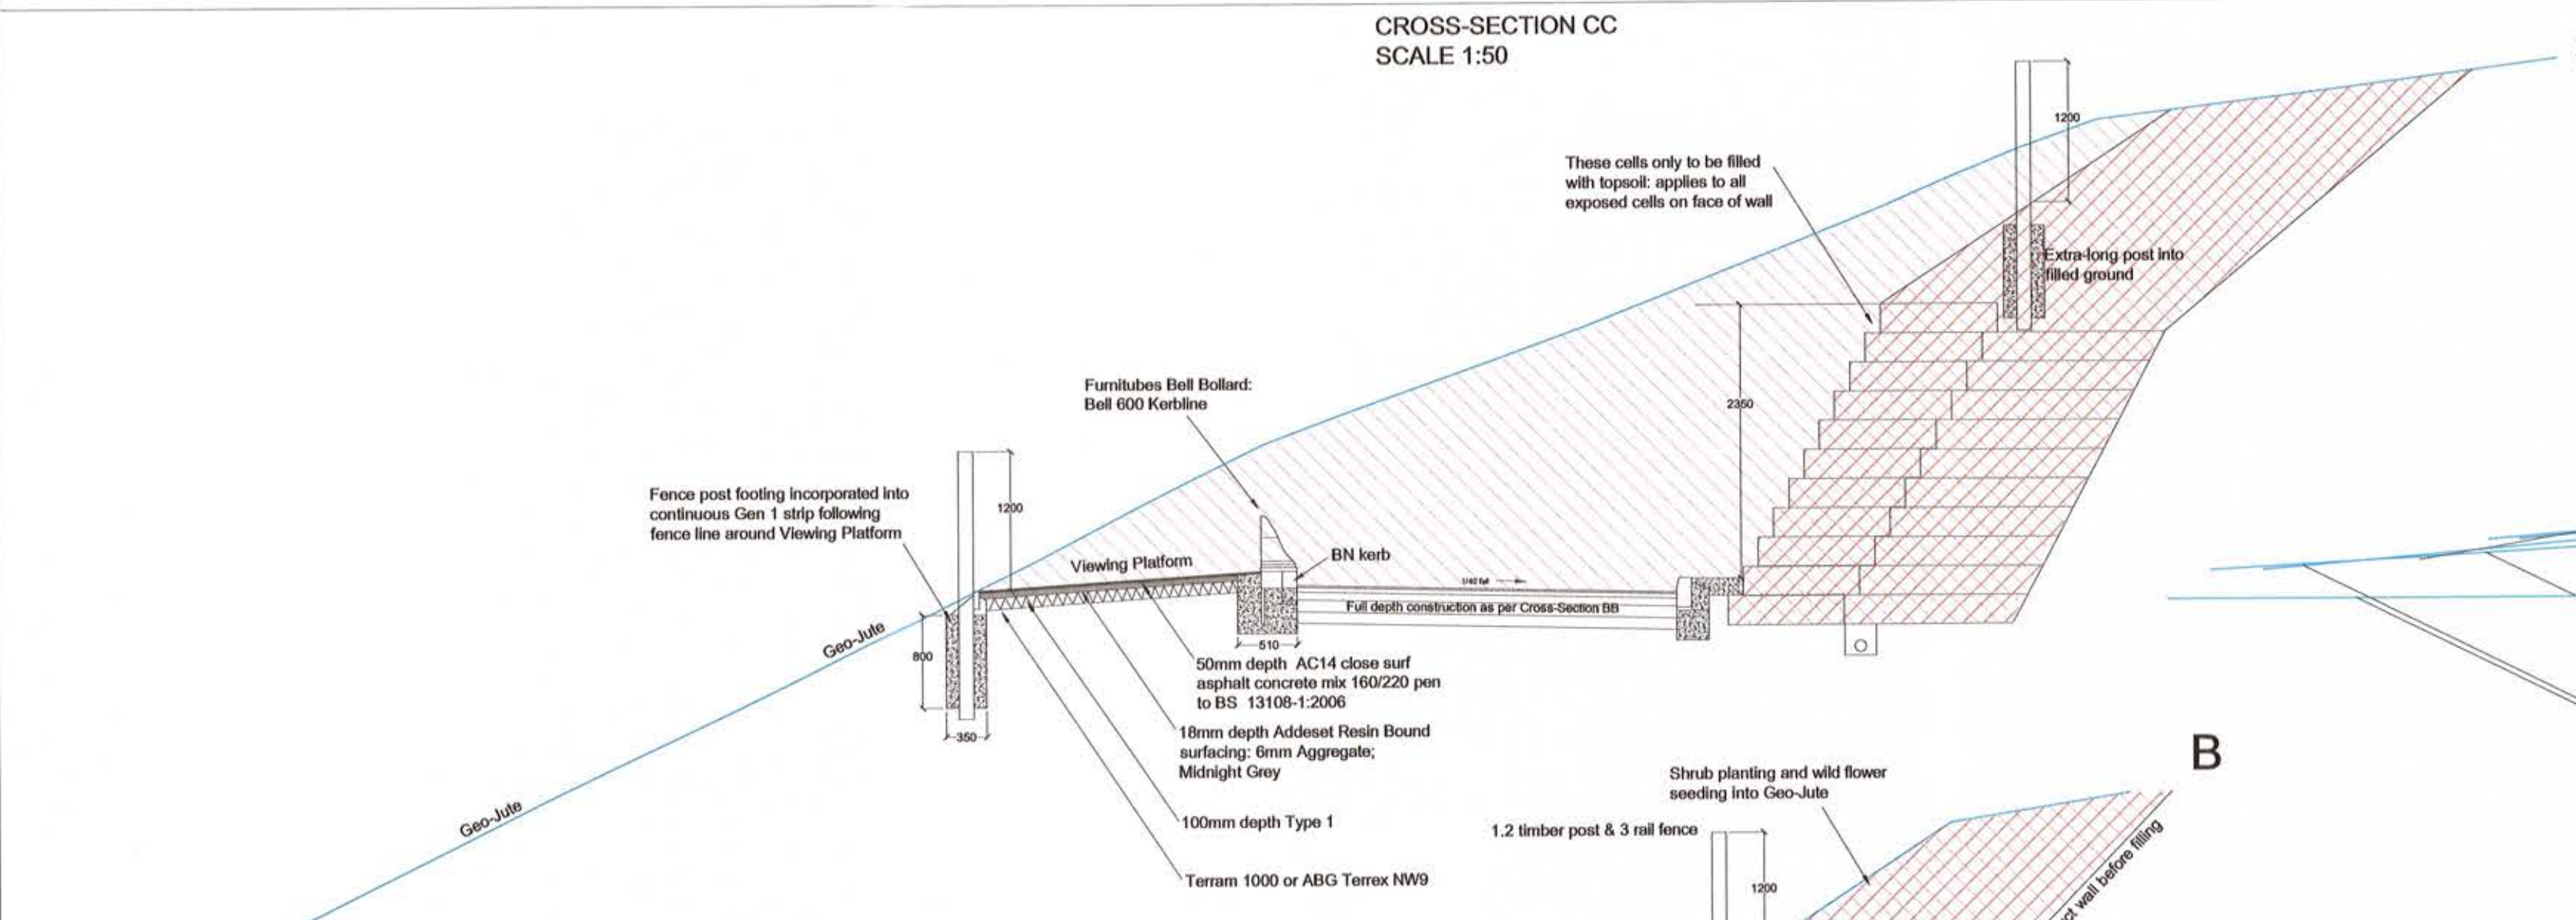 CROSS-SECTION CC
SCALE 1:50
1200
These cells only to be filled
with topsoil: applies to all
exposed cells on face of wall
Extra-long post into
filled ground
2350
Furnitubes Bell Bollard:
Bell 600 Kerbline
Fence post footing incorporated into
continuous Gen 1 strip following
fence line around Viewing Platform
1200
Viewing Platform
BN kerb
1/40 fall
Full depth construction as per Cross-Section BB
Geo-Jute
800
510
350
50mm depth AC14 close surf
asphalt concrete mix 160/220 pen
to BS 13108-1:2006
18mm depth Addeset Resin Bound
surfacing: 6mm Aggregate;
Midnight Grey
100mm depth Type 1
Terram 1000 or ABG Terrex NW9
Geo-Jute
B
Shrub planting and wild flower
seeding into Geo-Jute
1.2 timber post & 3 rail fence
1200
wall before filling